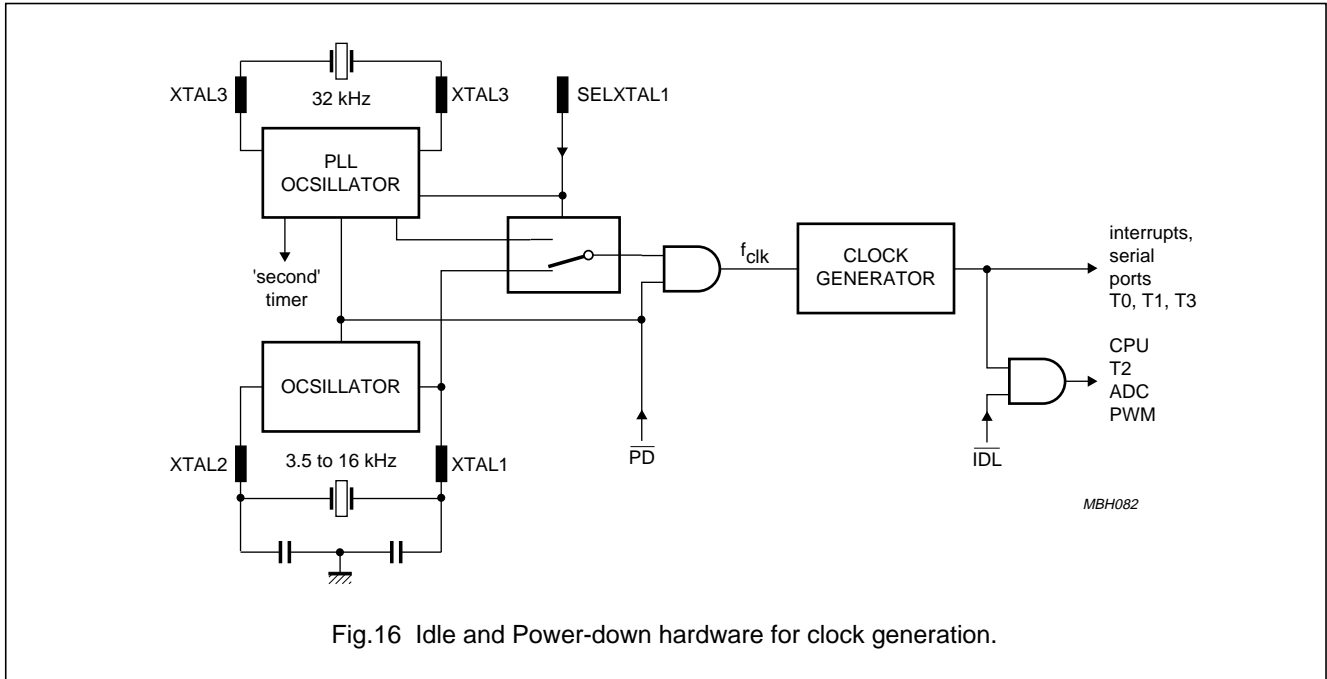 XTAL3
32 kHz
XTAL3
SELXTAL1
PLL
OCSILLATOR
'second'
timer
fclk
CLOCK
GENERATOR
interrupts,
serial
ports
T0, T1, T3
CPU
T2
ADC
PWM
OCSILLATOR
XTAL2
3.5 to 16 kHz
XTAL1
PD
IDL
MBH082
Fig.16 Idle and Power-down hardware for clock generation.